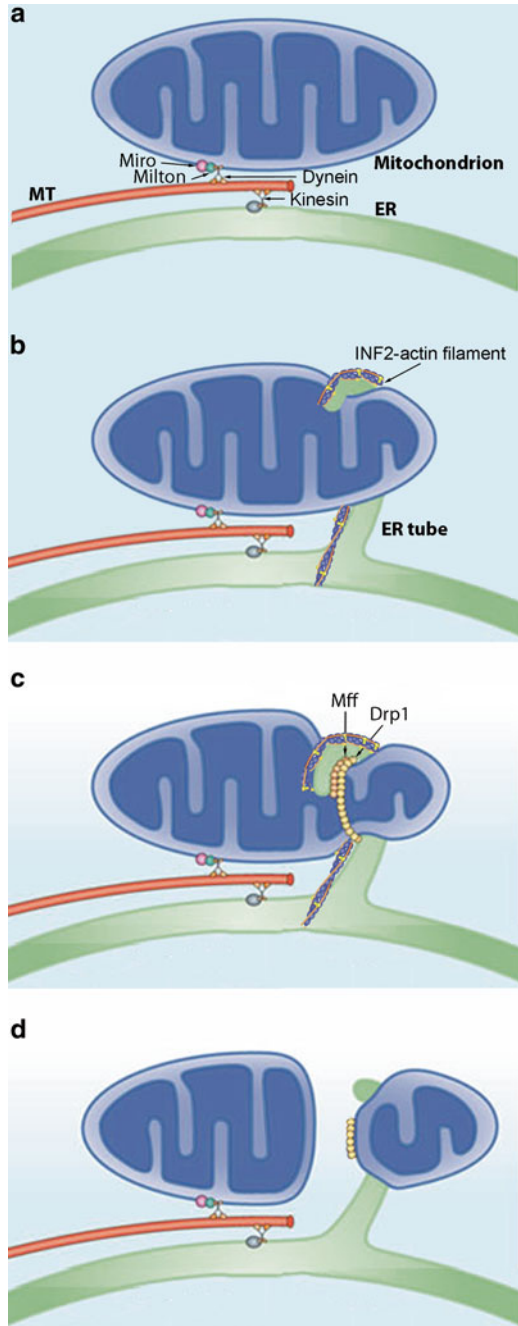 a
Miro
Milton
Dynein
Mitochondrion
MT
Kinesin
ER
b
INF2-actin filament
ER tube
c
Mff
Drp1
d